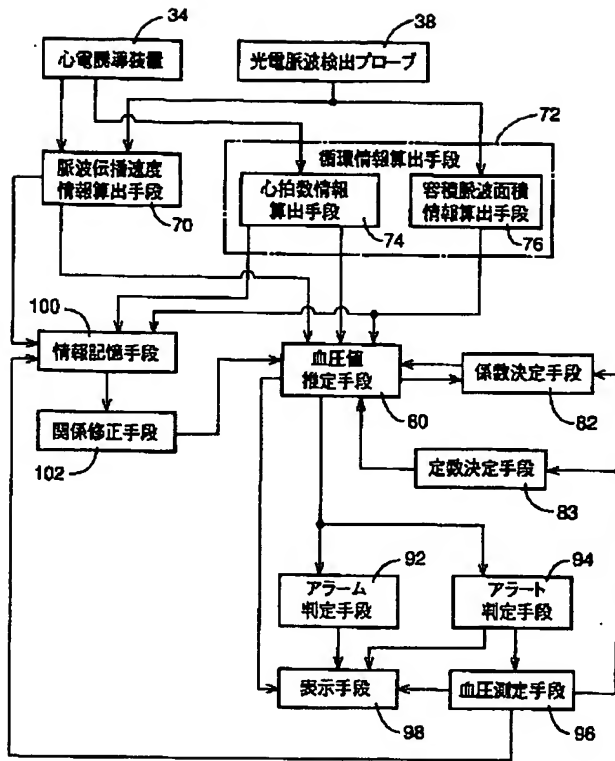 34
38
心電誘導装置
光電脈波検出プローブ
72
循環情報算出手段
脈波伝播速度
情報算出手段
70
心拍数情報
算出手段
74
容積脈波面積
情報算出手段
76
100
情報記憶手段
血圧値
推定手段
80
係数決定手段
82
関係修正手段
102
定数決定手段
83
92
アラーム
判定手段
94
アラート
判定手段
表示手段
98
血圧測定手段
96